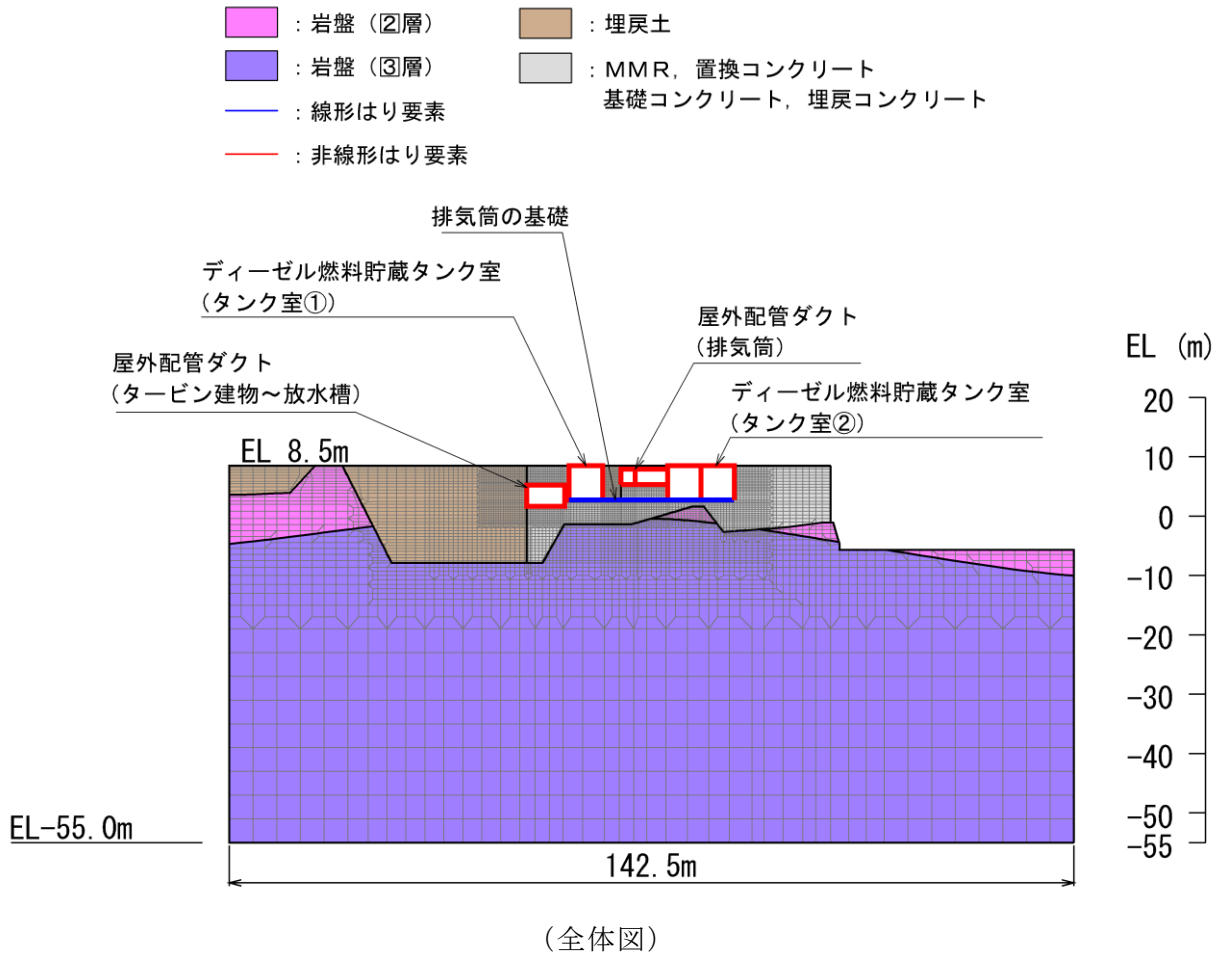 ：岩盤（②層）
：埋戻土
：岩盤（③層）
：ＭＭＲ，置換コンクリート
基礎コンクリート，埋戻コンクリート
：線形はり要素
：非線形はり要素
排気筒の基礎
ディーゼル燃料貯蔵タンク室
(タンク室①)
屋外配管ダクト
(排気筒)
屋外配管ダクト
(タービン建物～放水槽)
ディーゼル燃料貯蔵タンク室
(タンク室②)
EL 8.5m
EL (m)
20
10
0
-10
-20
-30
-40
-50
-55
EL-55.0m
142.5m
(全体図)